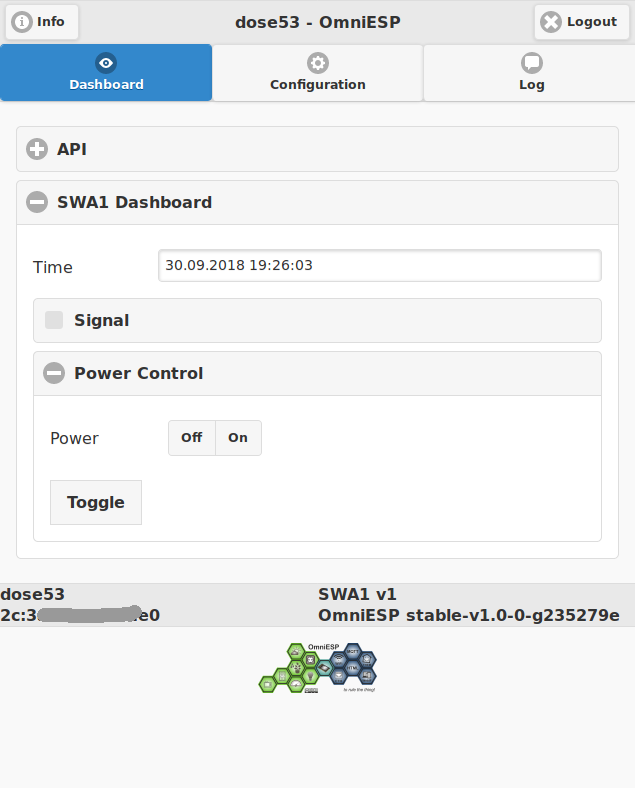 Info
dose53 - OmniESP
Logout
Dashboard
Configuration
Log
API
SWA1 Dashboard
Time
30.09.2018 19:26:03
Signal
Power Control
Power
Off
On
Toggle
dose53
SWA1 v1
2c:3
e0
OmniESP stable-v1.0-0-g235279e
OmniESP
MQTT
HTML
to rule the thing!